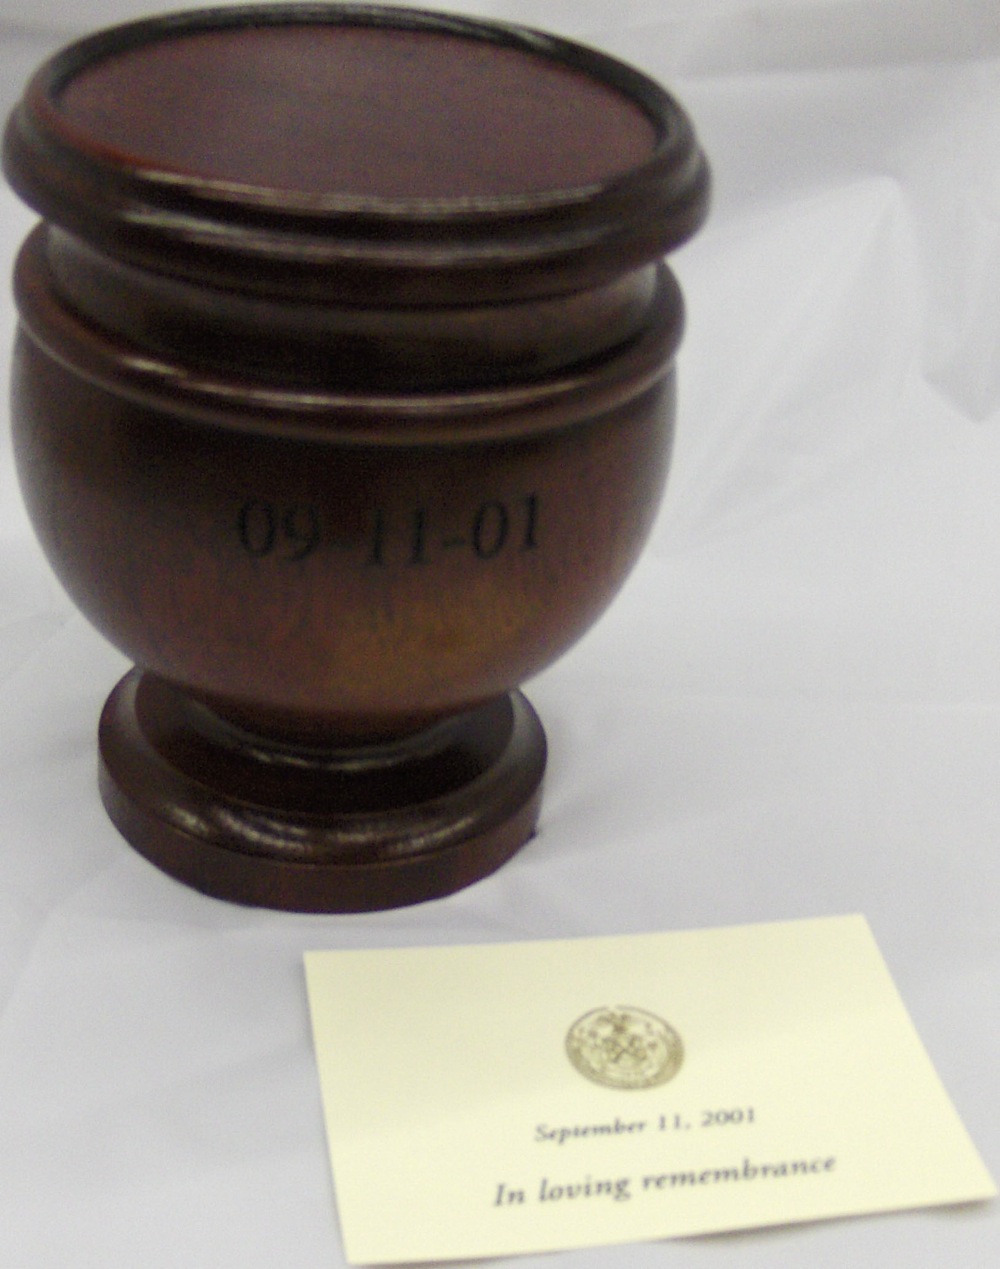 09-11-01
September 11, 2001
In loving remembrance